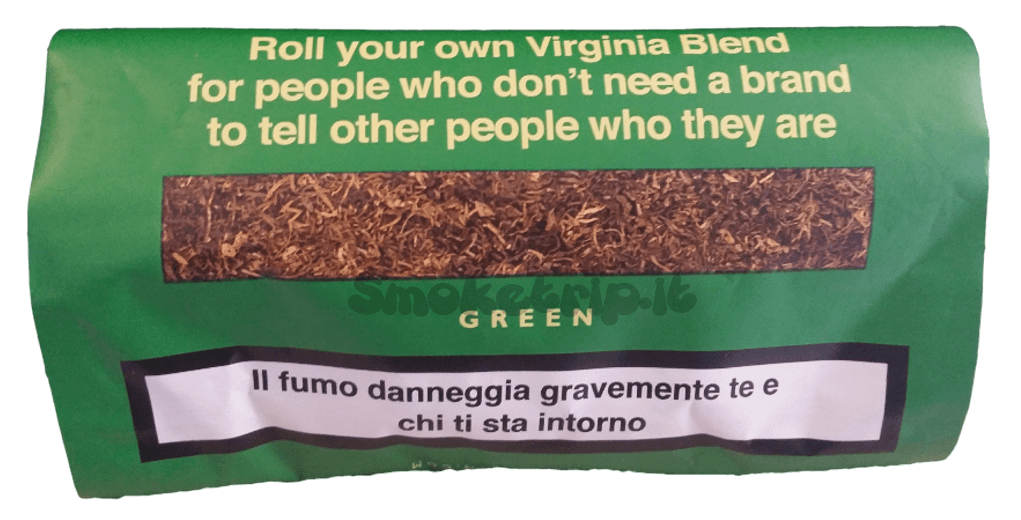 Roll your own Virginia Blend
for people who don't need a brand
to tell other people who they are
Smoketrip.it
GREEN
Il fumo danneggia gravemente te e
chi ti sta intorno